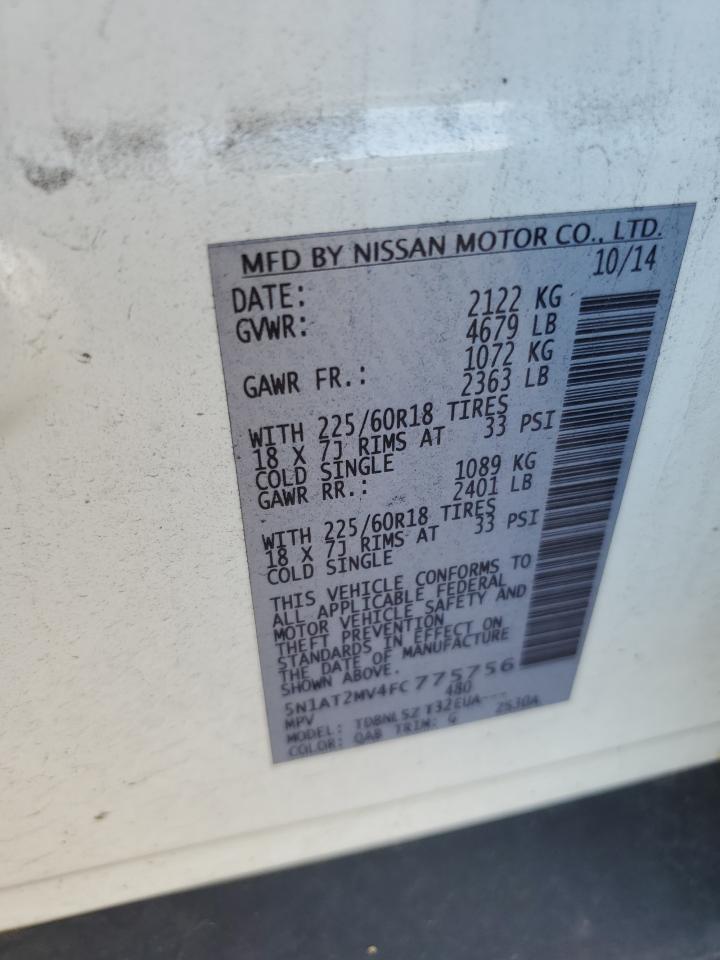 MFD BY NISSAN MOTOR CO., LTD.
DATE: 10/14
GVWR: 2122 KG
4679 LB
GAWR FR.: 1072 KG
2363 LB
WITH 225/60R18 TIRES
18 X 7J RIMS AT 33 PSI
COLD SINGLE
GAWR RR.: 1089 KG
2401 LB
WITH 225/60R18 TIRES
18 X 7J RIMS AT 33 PSI
COLD SINGLE
THIS VEHICLE CONFORMS TO
ALL APPLICABLE FEDERAL
MOTOR VEHICLE SAFETY AND
THEFT PREVENTION
STANDARDS IN EFFECT ON
THE DATE OF MANUFACTURE
SHOWN ABOVE.
5N1AT2MV4FC775756
MPV 480
MODEL:
COLOR: QAB TRIM: G 2530A